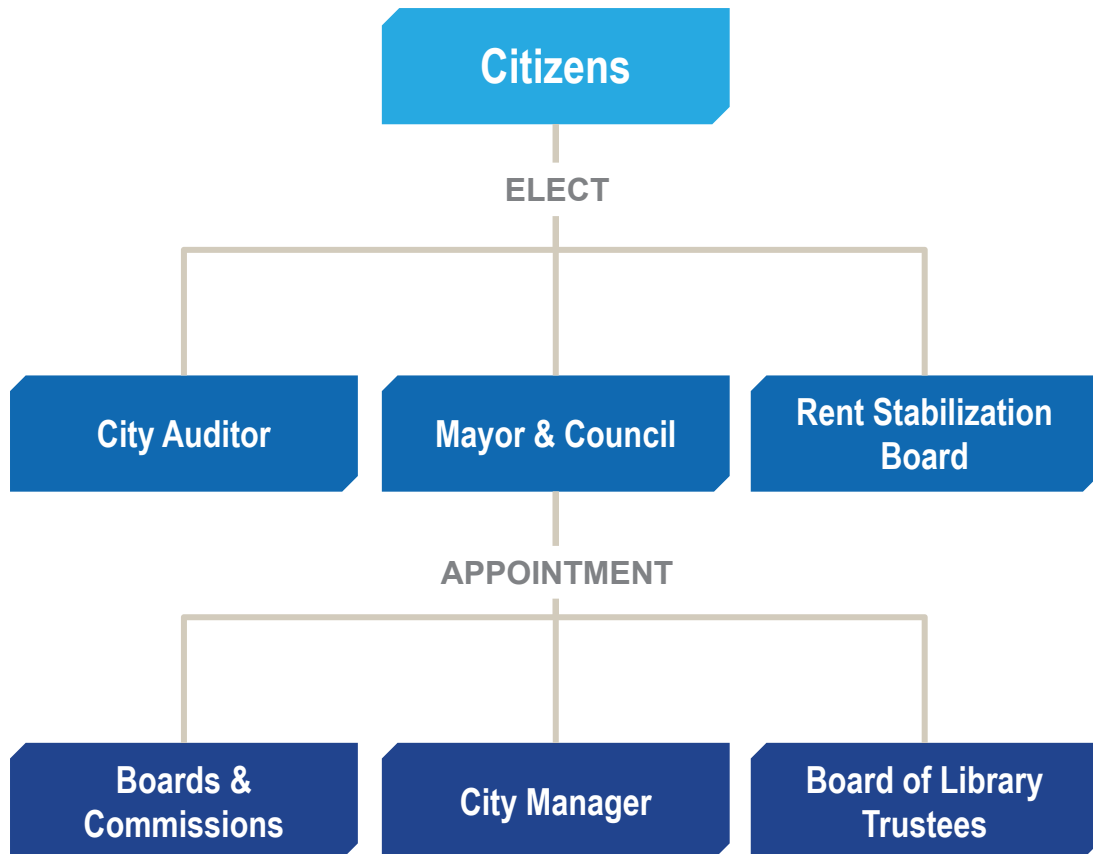 Citizens
ELECT
City Auditor
Mayor & Council
Rent Stabilization
Board
APPOINTMENT
Boards &
Commissions
City Manager
Board of Library
Trustees